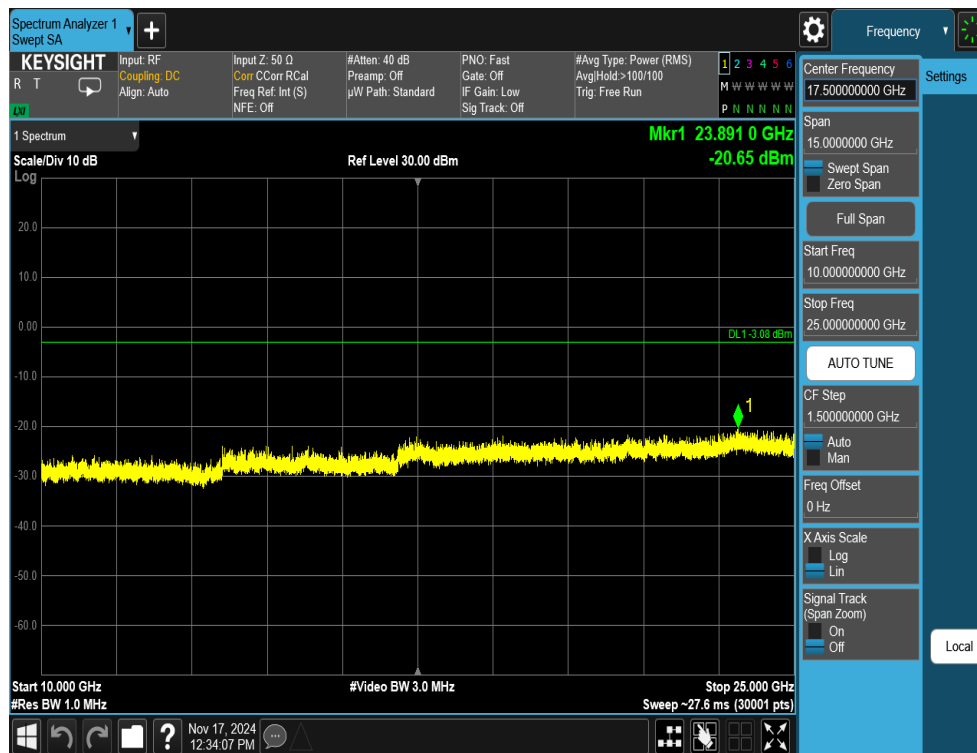 Spectrum Analyzer 1
Swept SA
Frequency
KEYSIGHT
R T
LXI
Input: RF
Coupling: DC
Align: Auto
Input Z: 50 Ω
Corr CCorr RCal
Freq Ref: Int (S)
NFE: Off
#Atten: 40 dB
Preamp: Off
µW Path: Standard
PNO: Fast
Gate: Off
IF Gain: Low
Sig Track: Off
#Avg Type: Power (RMS)
Avg|Hold:>100/100
Trig: Free Run
1 2 3 4 5 6
M W W W W W
P N N N N N
1 Spectrum
Scale/Div 10 dB
Log
Ref Level 30.00 dBm
Mkr1 23.891 0 GHz
-20.65 dBm
20.0
10.0
0.00
-10.0
-20.0
-30.0
-40.0
-50.0
-60.0
DL1 -3.08 dBm
1
Start 10.000 GHz
#Res BW 1.0 MHz
#Video BW 3.0 MHz
Stop 25.000 GHz
Sweep ~27.6 ms (30001 pts)
Center Frequency
17.500000000 GHz
Span
15.0000000 GHz
Swept Span
Zero Span
Full Span
Start Freq
10.000000000 GHz
Stop Freq
25.000000000 GHz
AUTO TUNE
CF Step
1.500000000 GHz
Auto
Man
Freq Offset
0 Hz
X Axis Scale
Log
Lin
Signal Track
(Span Zoom)
On
Off
Settings
Local
?
Nov 17, 2024
12:34:07 PM